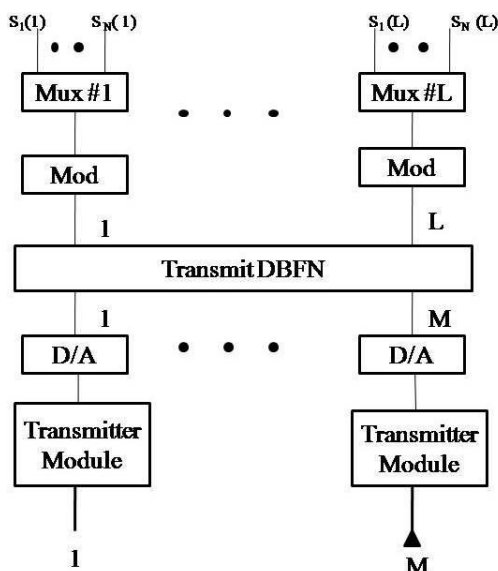 S1(1) SN(1) S1(L) SN(L)
Mux #1 Mux #L
Mod Mod
1 L
Transmit DBFN
1 M
D/A D/A
Transmitter Module Transmitter Module
1 M